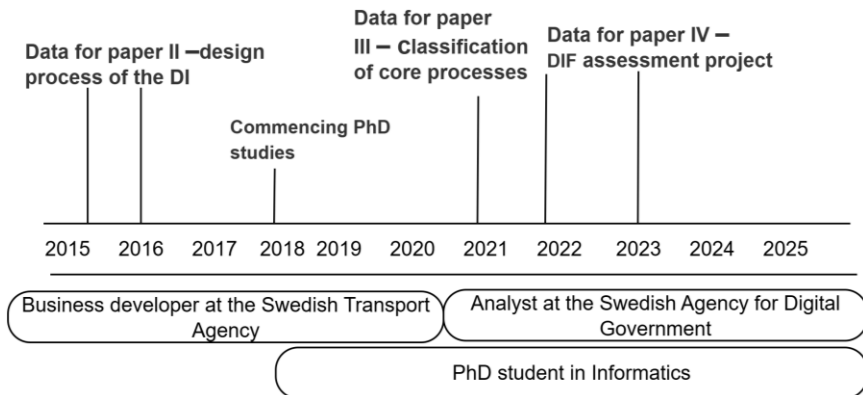 Data for paper II –design
process of the DI
Commencing PhD
studies
Data for paper
III – Classification
of core processes
Data for paper IV –
DIF assessment project
2015 2016 2017 2018 2019 2020 2021 2022 2023 2024 2025
Business developer at the Swedish Transport
Agency
Analyst at the Swedish Agency for Digital
Government
PhD student in Informatics